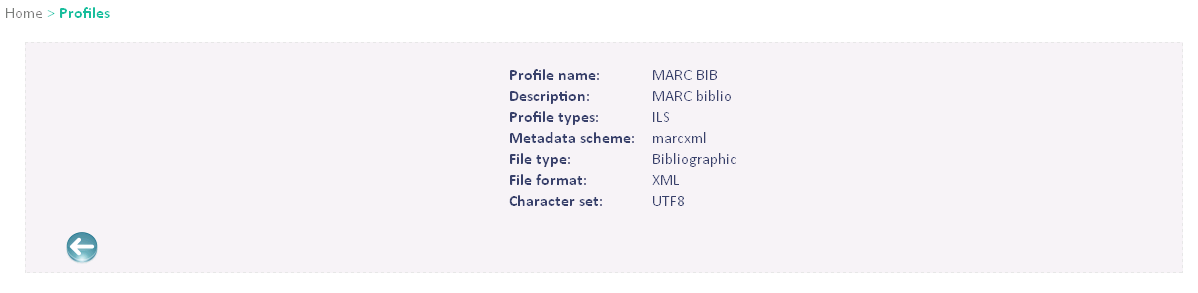 Home > Profiles
Profile name: MARC BIB
Description: MARC biblio
Profile types: ILS
Metadata scheme: marcxml
File type: Bibliographic
File format: XML
Character set: UTF8